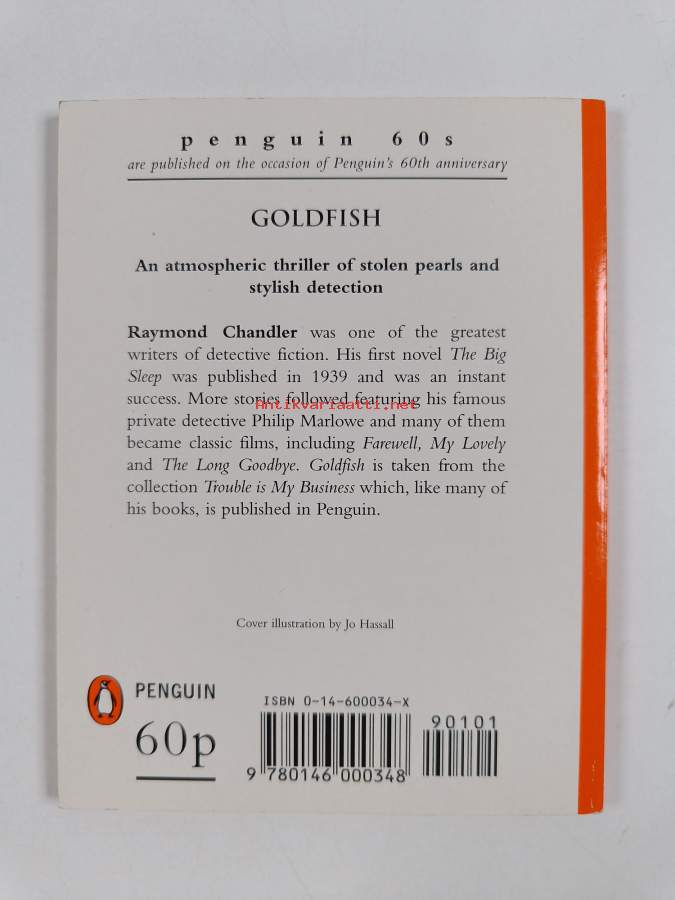 penguin 60s
are published on the occasion of Penguin's 60th anniversary
GOLDFISH
An atmospheric thriller of stolen pearls and
stylish detection
Raymond Chandler was one of the greatest
writers of detective fiction. His first novel The Big
Sleep was published in 1939 and was an instant
success. More stories followed featuring his famous
Antikvariaatti.net
private detective Philip Marlowe and many of them
became classic films, including Farewell, My Lovely
and The Long Goodbye. Goldfish is taken from the
collection Trouble is My Business which, like many of
his books, is published in Penguin.
Cover illustration by Jo Hassall
PENGUIN
60p
ISBN 0-14-600034-X
90101
9 780146 000348